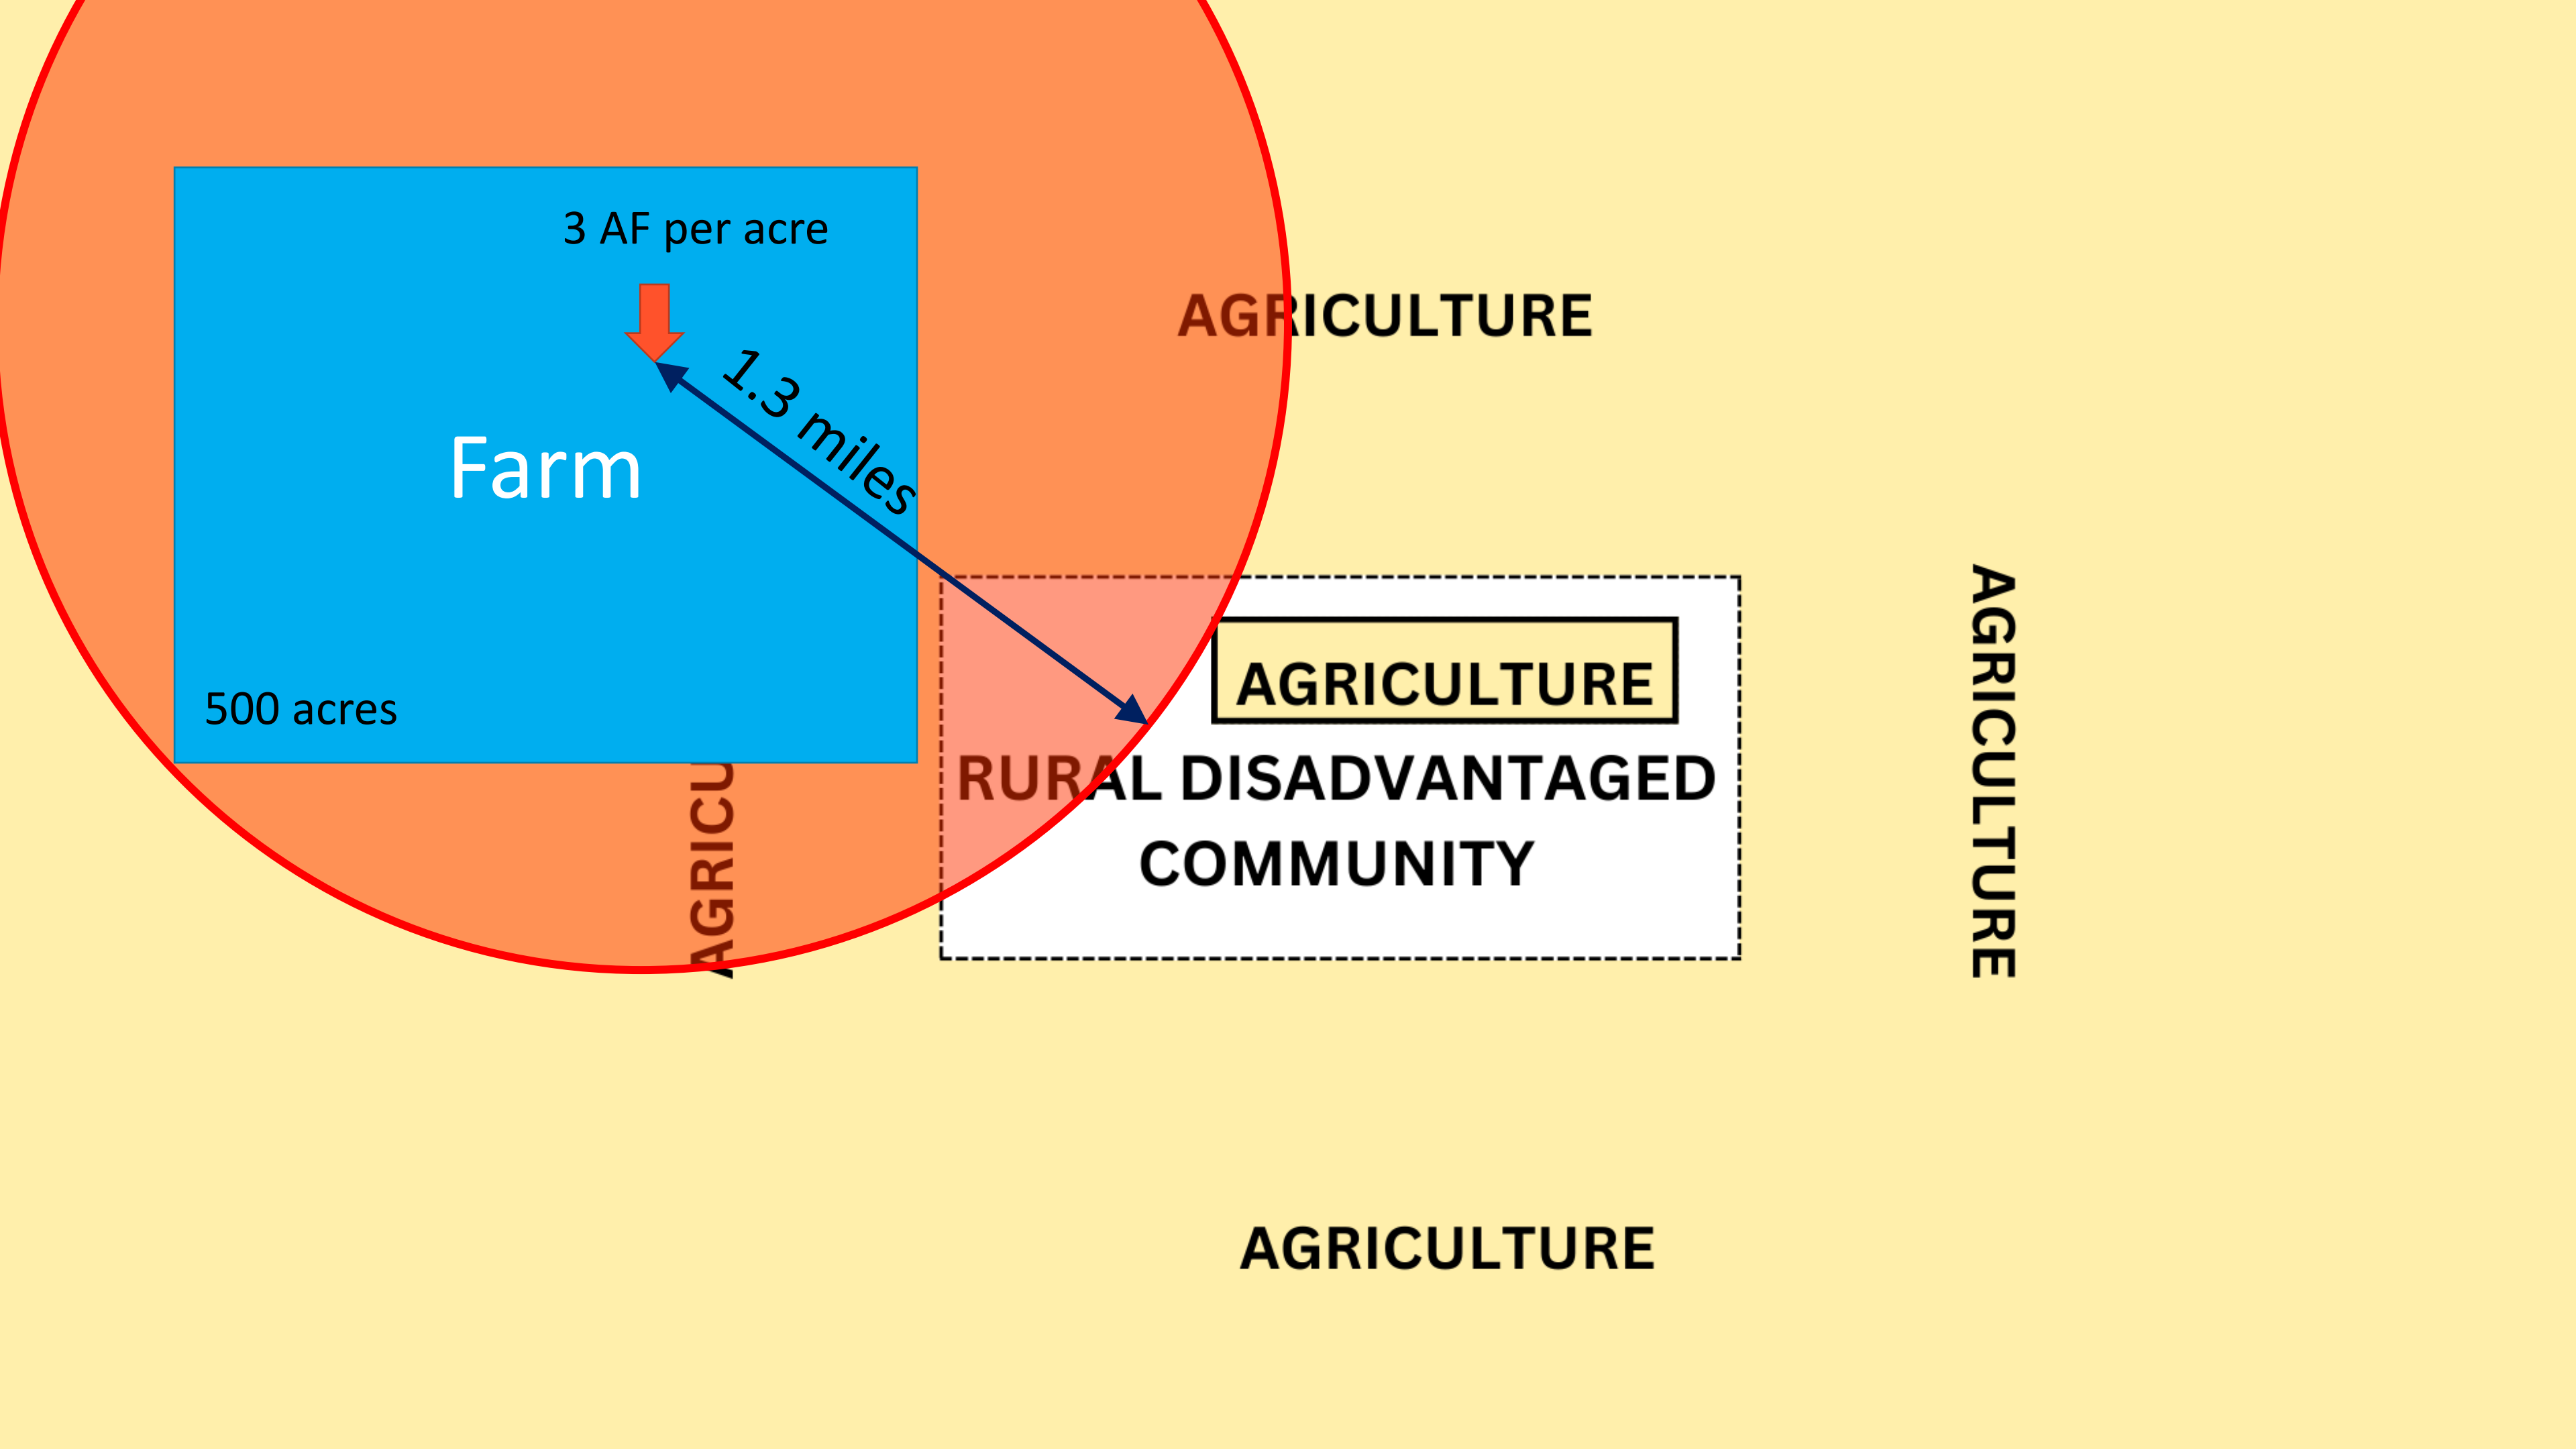 3 AF per acre
AGRICULTURE
1.3 miles
Farm
AGRICULTURE
AGRICULTURE
500 acres
RURAL DISADVANTAGED
COMMUNITY
AGRICU
AGRICULTURE